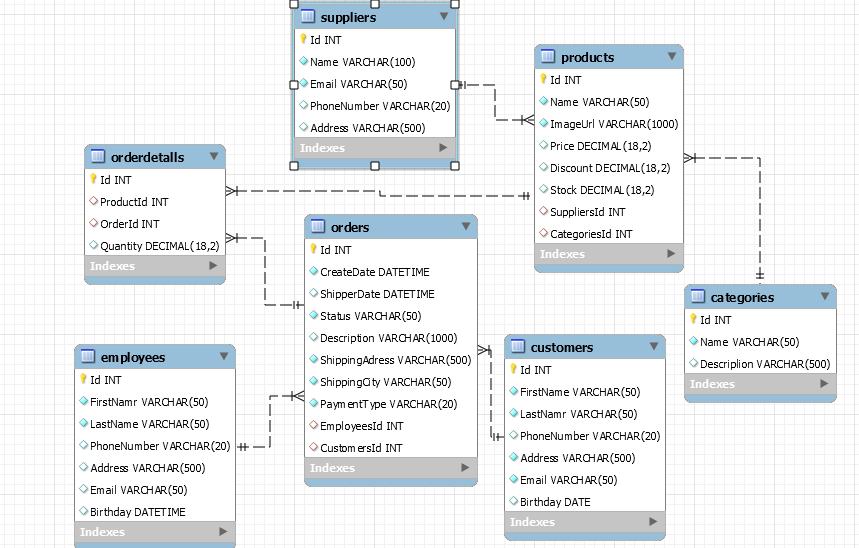 suppliers
Id INT
Name VARCHAR(100)
Email VARCHAR(50)
PhoneNumber VARCHAR(20)
Address VARCHAR(500)
Indexes
products
Id INT
Name VARCHAR(50)
ImageUrl VARCHAR(1000)
Price DECIMAL(18,2)
Discount DECIMAL(18,2)
Stock DECIMAL(18,2)
SuppliersId INT
CategoriesId INT
Indexes
orderdetalls
Id INT
ProductId INT
OrderId INT
Quantity DECIMAL(18,2)
Indexes
orders
Id INT
CreateDate DATETIME
ShipperDate DATETIME
Status VARCHAR(50)
Description VARCHAR(1000)
ShippingAdress VARCHAR(500)
ShippingCity VARCHAR(50)
PaymentType VARCHAR(20)
EmployeesId INT
CustomersId INT
Indexes
categories
Id INT
Name VARCHAR(50)
Descriplion VARCHAR(500)
Indexes
employees
Id INT
FirstNamr VARCHAR(50)
LastName VARCHAR(50)
PhoneNumber VARCHAR(20)
Address VARCHAR(500)
Email VARCHAR(50)
Birthday DATETIME
Indexes
customers
Id INT
FirstName VARCHAR(50)
LastNamr VARCHAR(50)
PhoneNumber VARCHAR(20)
Address VARCHAR(500)
Email VARCHAR(50)
Birthday DATE
Indexes